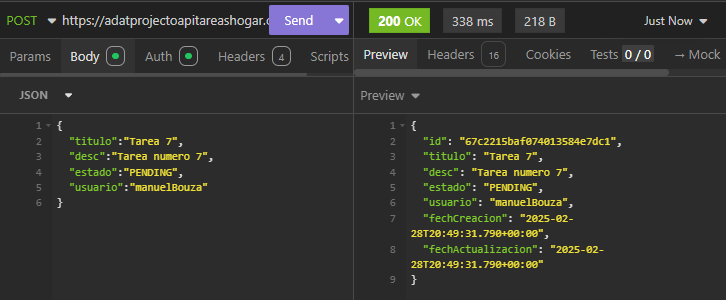 POST https://adatprojectoapitareashogar. Send
200 OK 338 ms 218 B Just Now
Params Body Auth Headers 4 Scripts
Preview Headers 16 Cookies Tests 0 / 0 → Mock
JSON
Preview
1 {
2 "titulo":"Tarea 7",
3 "desc":"Tarea numero 7",
4 "estado":"PENDING",
5 "usuario":"manuelBouza"
6 }
1 {
2 "id": "67c2215baf074013584e7dc1",
3 "titulo": "Tarea 7",
4 "desc": "Tarea numero 7",
5 "estado": "PENDING",
6 "usuario": "manuelBouza",
7 "fechCreacion": "2025-02-
28T20:49:31.790+00:00",
8 "fechActualizacion": "2025-02-
28T20:49:31.790+00:00"
9 }